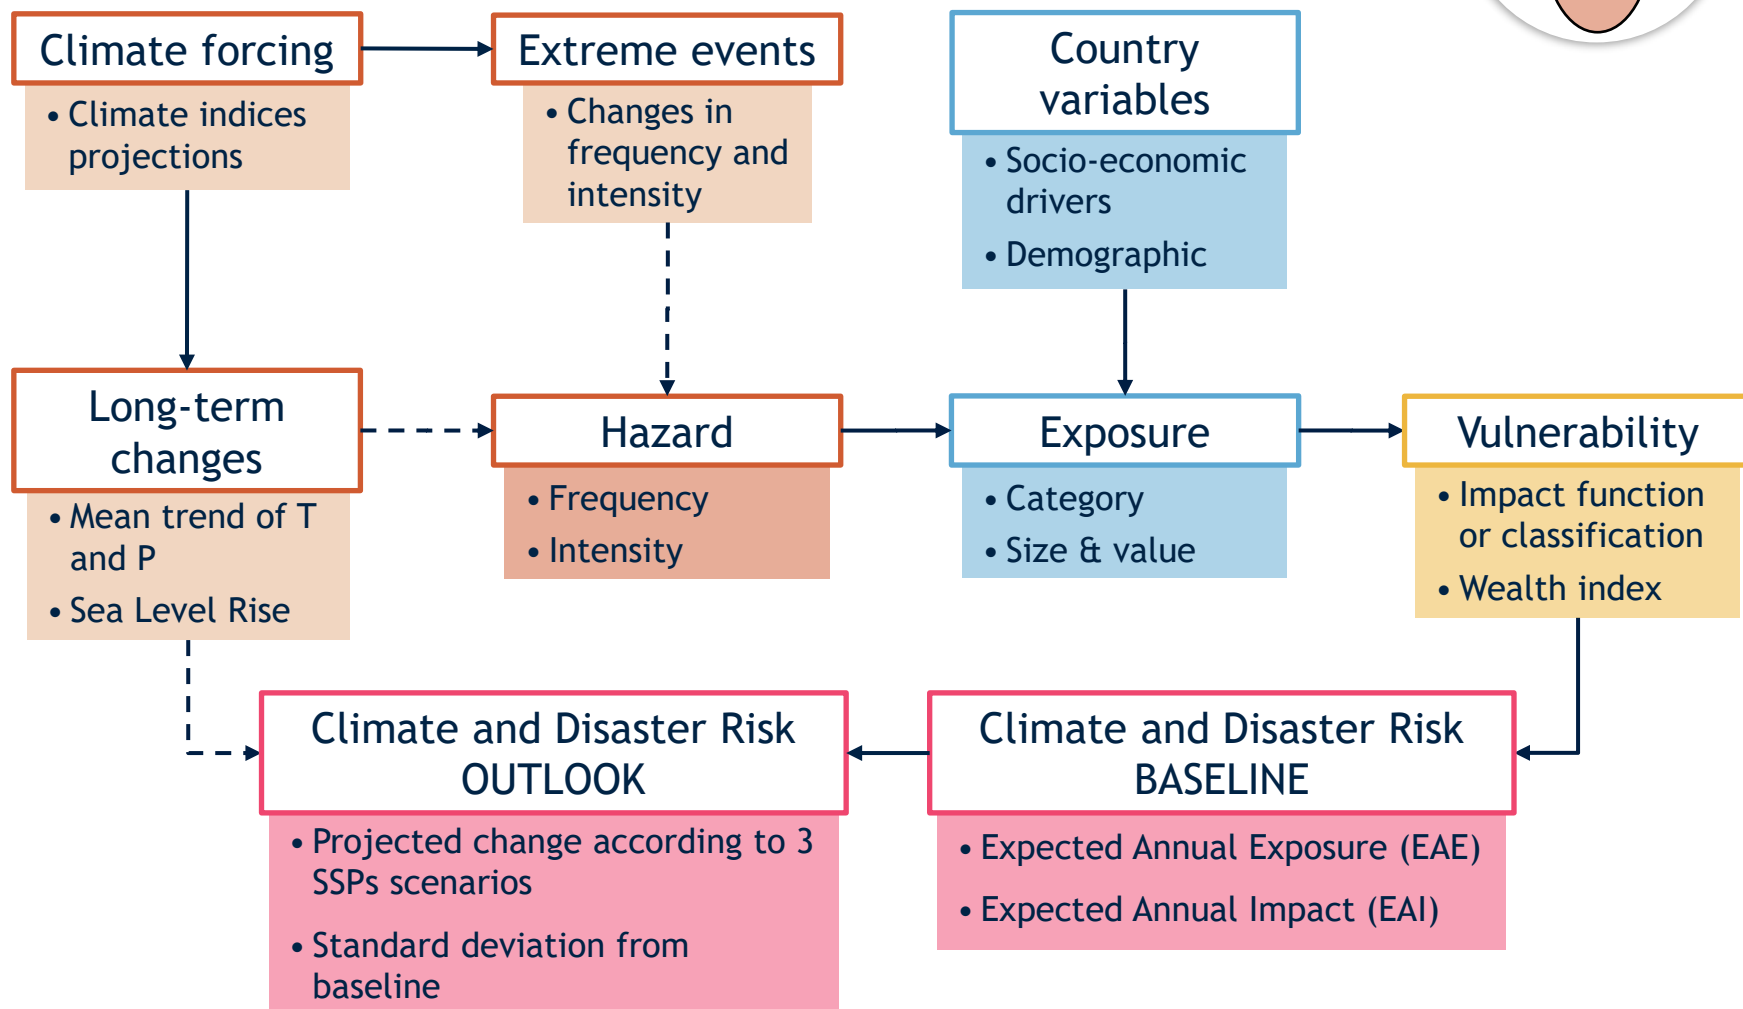 Climate forcing
• Climate indices
projections
Extreme events
• Changes in
frequency and
intensity
Country
variables
• Socio-economic
drivers
• Demographic
Long-term
changes
• Mean trend of T
and P
• Sea Level Rise
Hazard
• Frequency
• Intensity
Exposure
• Category
• Size & value
Vulnerability
• Impact function
or classification
• Wealth index
Climate and Disaster Risk
OUTLOOK
• Projected change according to 3
SSPs scenarios
• Standard deviation from
baseline
Climate and Disaster Risk
BASELINE
• Expected Annual Exposure (EAE)
• Expected Annual Impact (EAI)